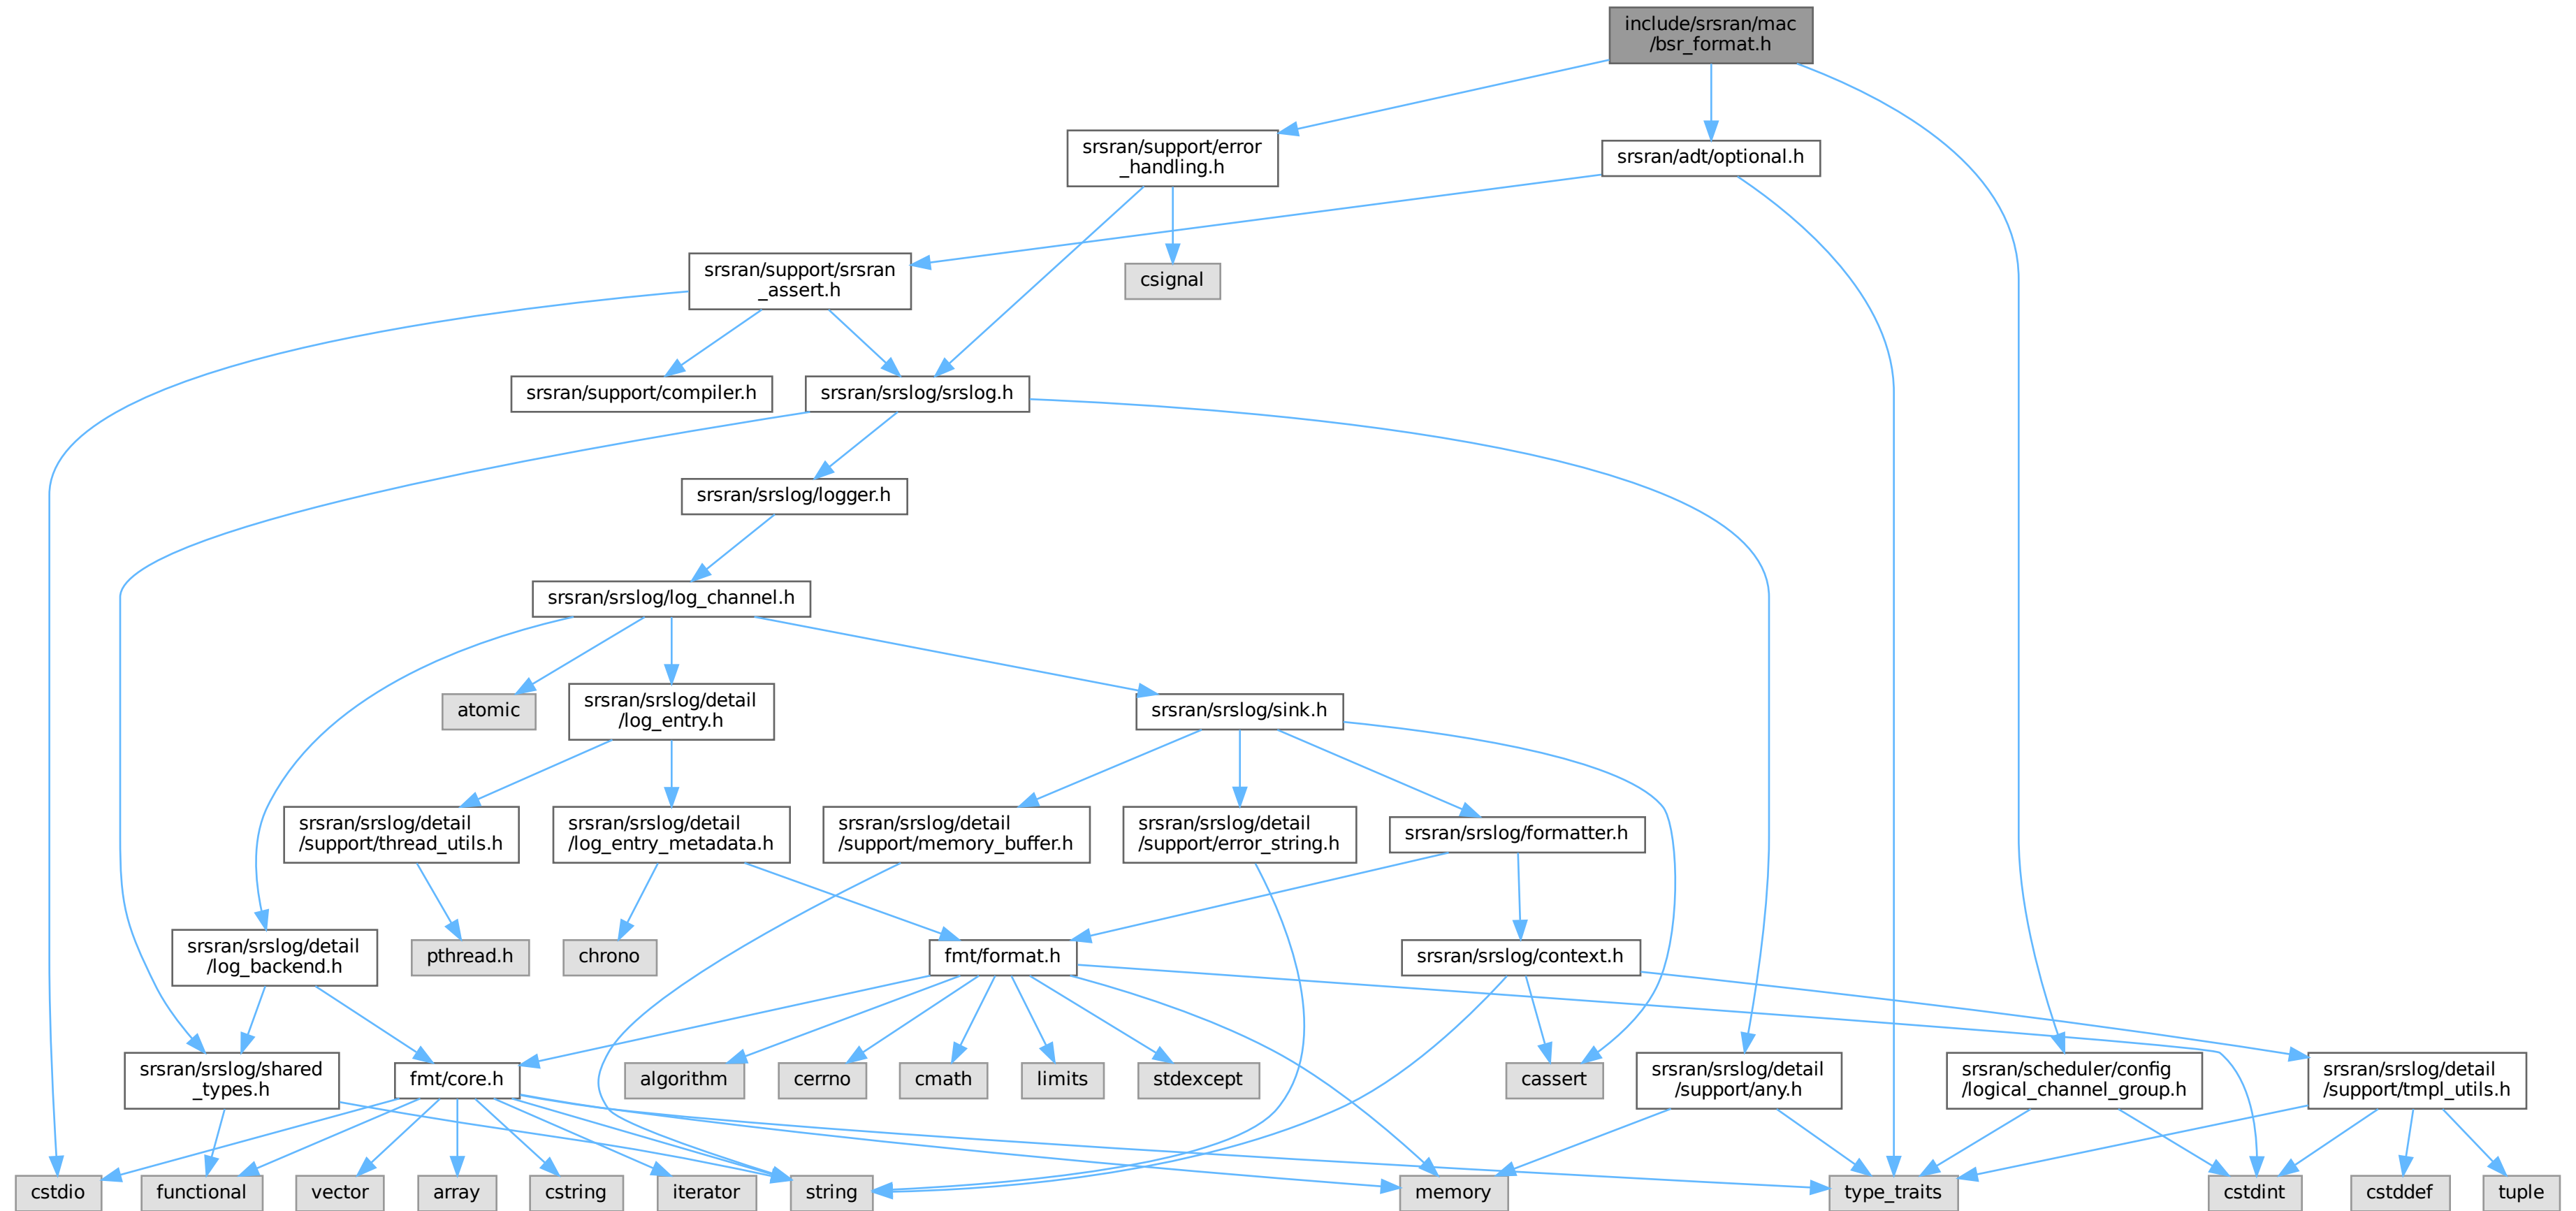 include/srsran/mac
/bsr_format.h
srsran/support/error
_handling.h
srsran/adt/optional.h
srsran/support/srsran
_assert.h
csignal
srsran/support/compiler.h
srsran/srslog/srslog.h
srsran/srslog/logger.h
srsran/srslog/log_channel.h
atomic
srsran/srslog/detail
/log_entry.h
srsran/srslog/sink.h
srsran/srslog/detail
/support/thread_utils.h
srsran/srslog/detail
/log_entry_metadata.h
srsran/srslog/detail
/support/memory_buffer.h
srsran/srslog/detail
/support/error_string.h
srsran/srslog/formatter.h
srsran/srslog/detail
/log_backend.h
pthread.h
chrono
fmt/format.h
srsran/srslog/context.h
srsran/srslog/shared
_types.h
fmt/core.h
algorithm
cerrno
cmath
limits
stdexcept
cassert
srsran/srslog/detail
/support/any.h
srsran/scheduler/config
/logical_channel_group.h
srsran/srslog/detail
/support/tmpl_utils.h
cstdio
functional
vector
array
cstring
iterator
string
memory
type_traits
cstdint
cstddef
tuple